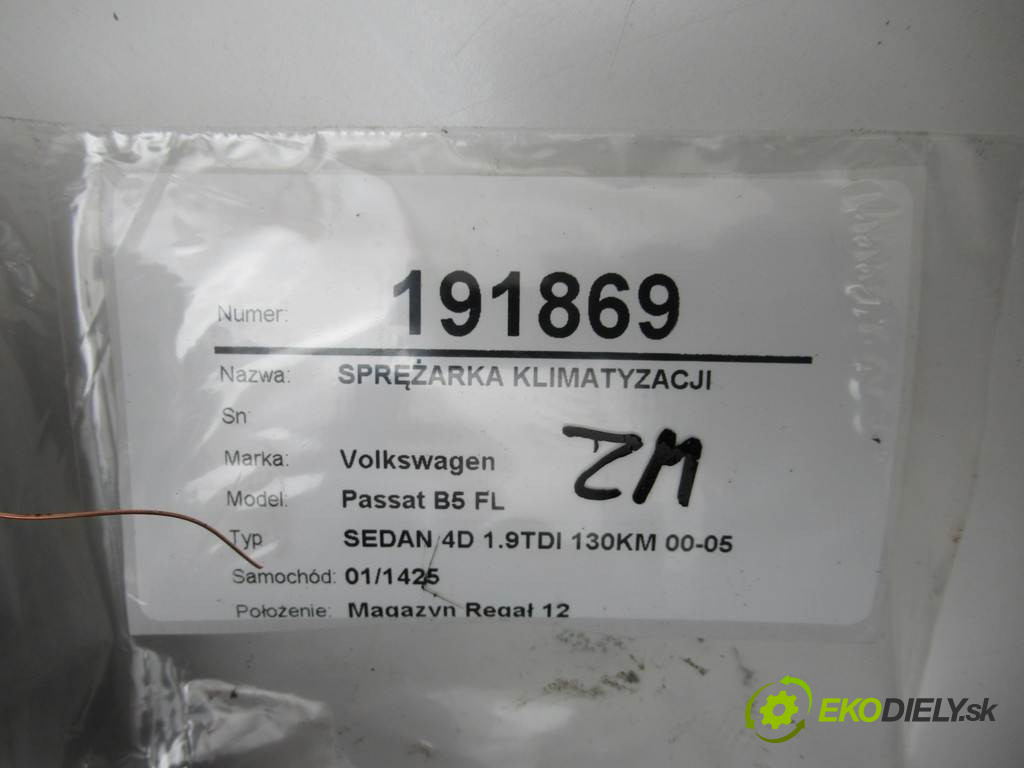 Numer: 191869
Nazwa: SPRĘŻARKA KLIMATYZACJI
Sn:
Marka: Volkswagen
ZM
Model: Passat B5 FL
Typ SEDAN 4D 1.9TDI 130KM 00-05
Samochód: 01/1425
Położenie: Magazyn Regał 12
EKODIELY.sk